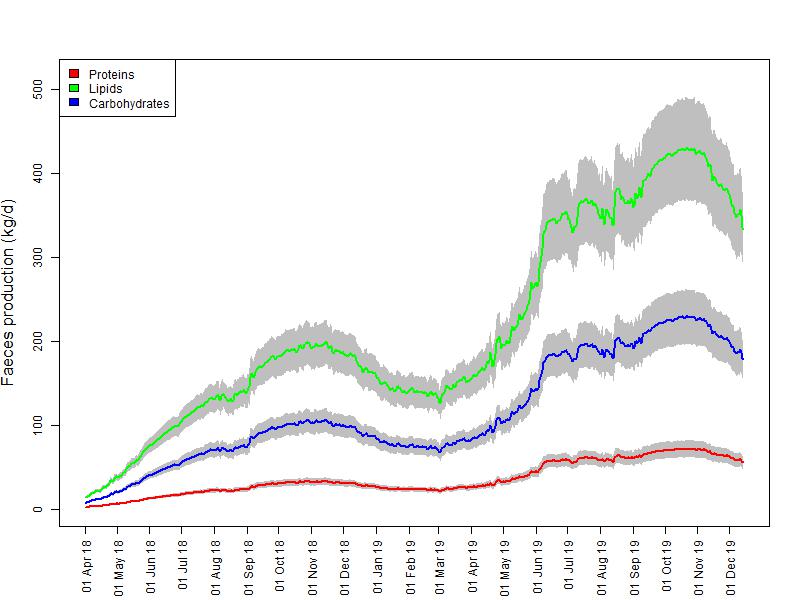 Proteins
Lipids
Carbohydrates
Faeces production (kg/d)
500
400
300
200
100
0
01 Apr 18
01 May 18
01 Jun 18
01 Jul 18
01 Aug 18
01 Sep 18
01 Oct 18
01 Nov 18
01 Dec 18
01 Jan 19
01 Feb 19
01 Mar 19
01 Apr 19
01 May 19
01 Jun 19
01 Jul 19
01 Aug 19
01 Sep 19
01 Oct 19
01 Nov 19
01 Dec 19